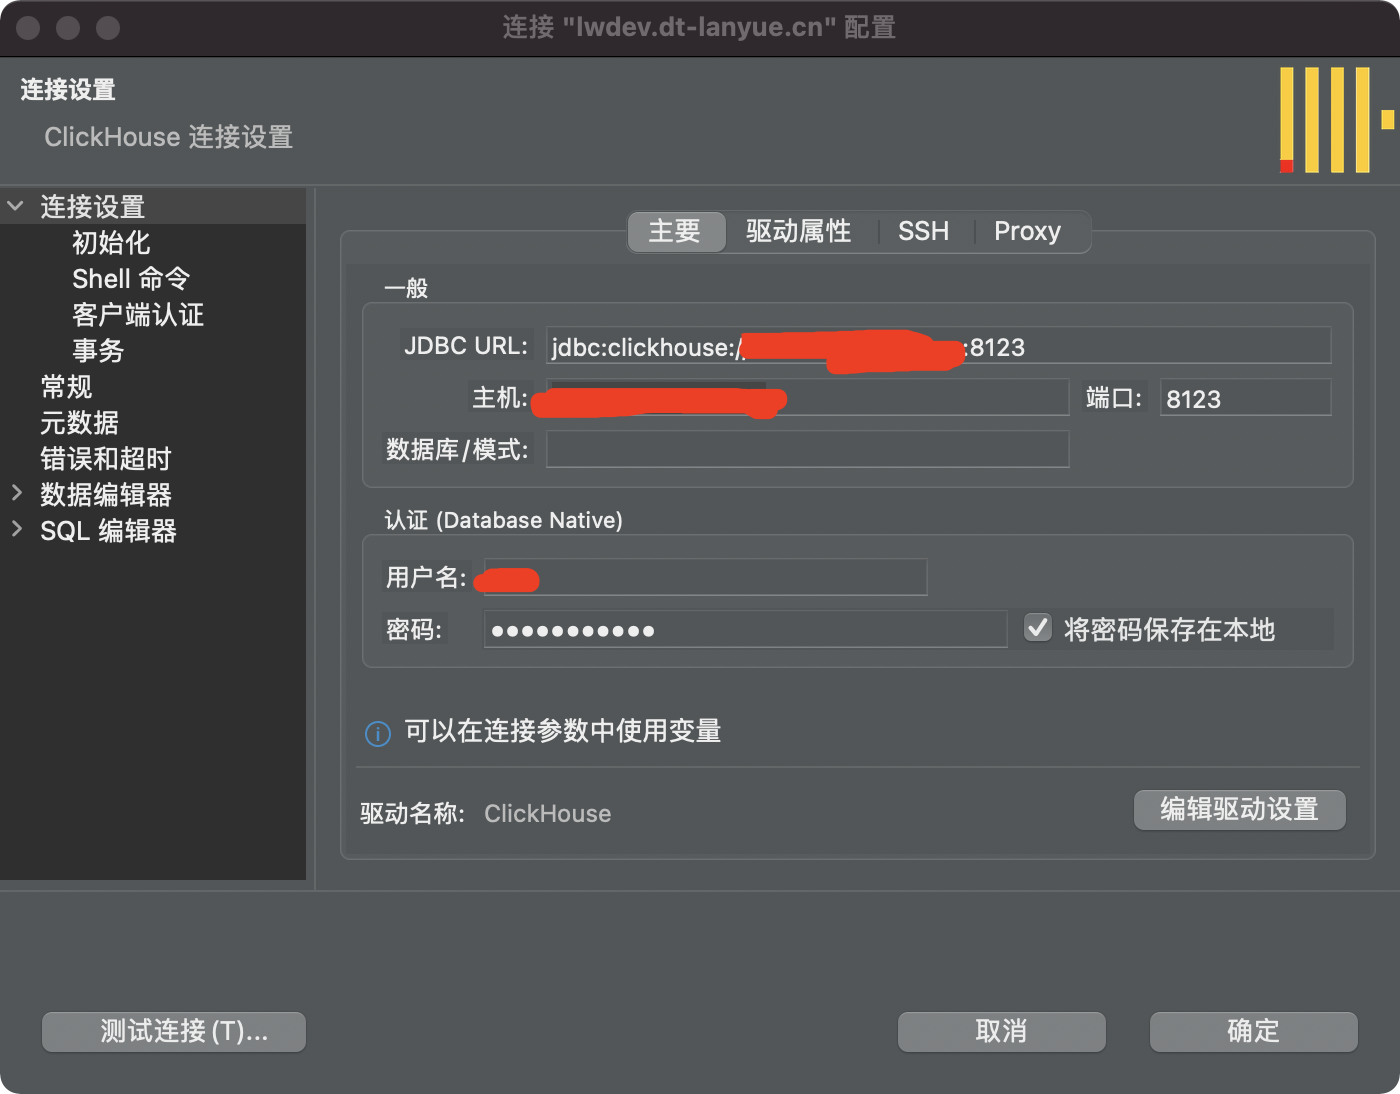 连接 "lwdev.dt-lanyue.cn" 配置
连接设置
ClickHouse 连接设置
连接设置
初始化
Shell 命令
客户端认证
事务
常规
元数据
错误和超时
数据编辑器
SQL 编辑器
主要 驱动属性 SSH Proxy
一般
JDBC URL: jdbc:clickhouse:/ :8123
主机: 端口: 8123
数据库/模式:
认证 (Database Native)
用户名:
密码: ●●●●●●●●●●● 将密码保存在本地
可以在连接参数中使用变量
驱动名称: ClickHouse 编辑驱动设置
测试连接(T)... 取消 确定